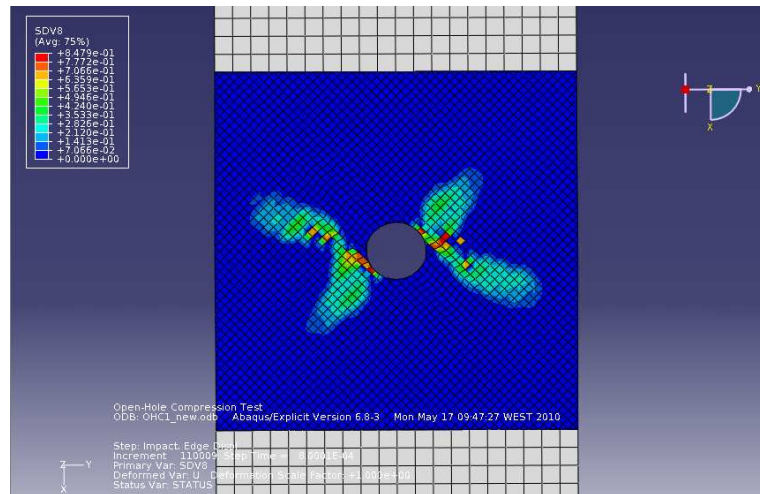 SDV8
(Avg: 75%)
+8.479e-01
+7.772e-01
+7.066e-01
+6.359e-01
+5.653e-01
+4.946e-01
+4.240e-01
+3.533e-01
+2.826e-01
+2.120e-01
+1.413e-01
+7.066e-02
+0.000e+00
Z
Y
X
Open-Hole Compression Test
ODB: OHC1_new.odb Abaqus/Explicit Version 6.8-3 Mon May 17 09:47:27 WEST 2010
Step: Impact, Edge
Increment 110009: Step Time =
Primary Var: SDV8
Deformed Var: U Deformation Scale Factor: +1.000e+00
Status Var: STATUS
Z
Y
X